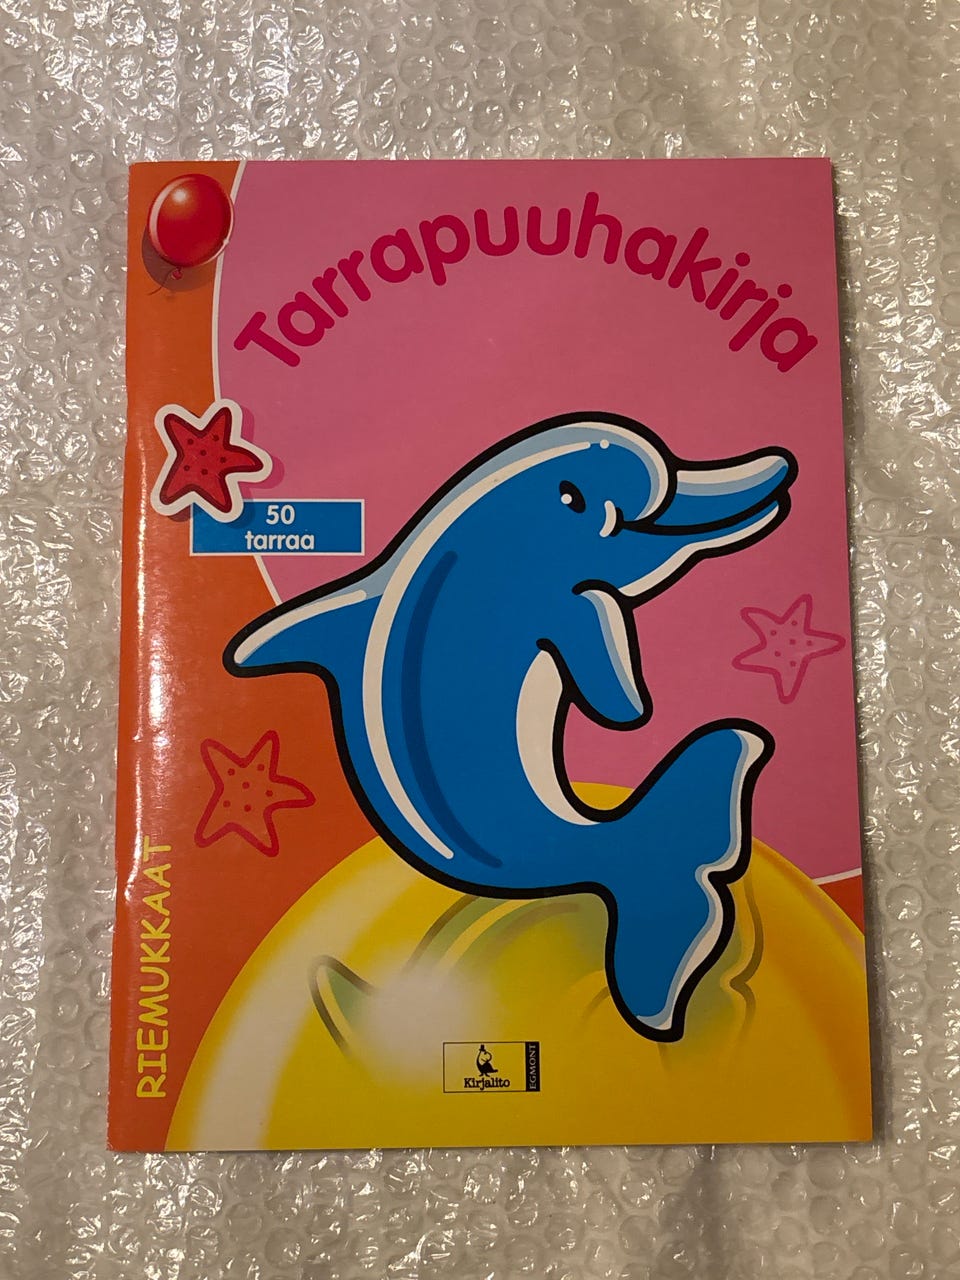 Tarrapuuhakirja
50
tarraa
RIEMUKKAAT
Kirjalito
EGMONT